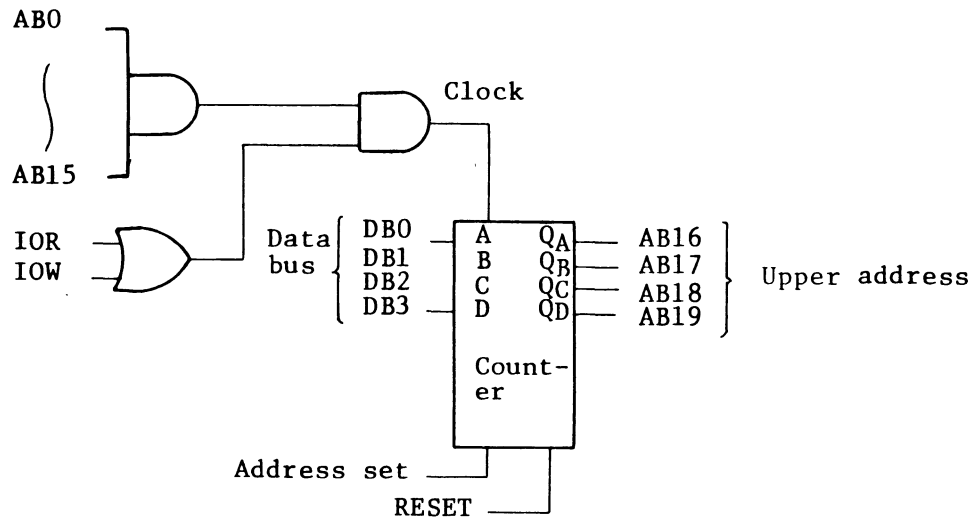 AB0
AB15
Clock
IOR
IOW
Data
bus
DB0
DB1
DB2
DB3
A
B
C
D
QA
QB
QC
QD
AB16
AB17
AB18
AB19
Upper address
Count-
er
Address set
RESET